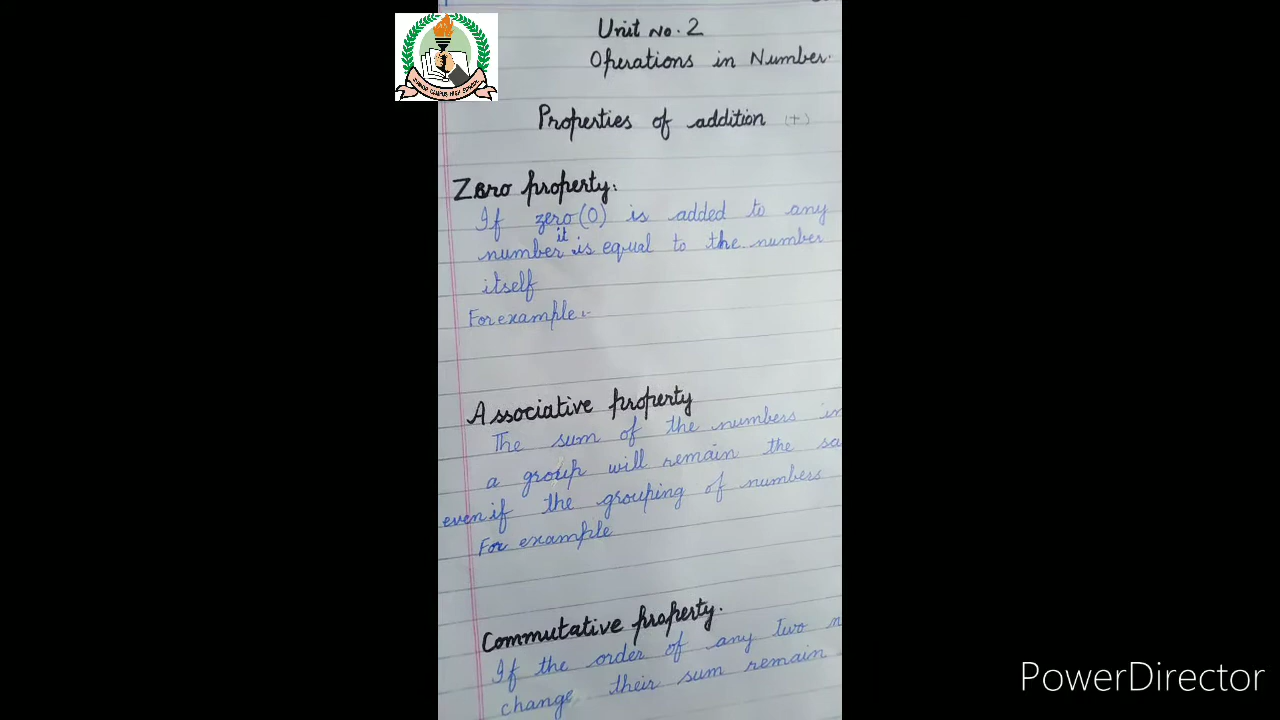 Unit No. 2
Operations in Number.
Properties of addition (+)
Zero property:
If zero (0) is added to any
number it is equal to the number
itself
For example:-
Associative property
The sum of the numbers in
a group will remain the sa
even if the grouping of numbers
For example
Commutative property.
If the order of any two n
change, their sum remain
PowerDirector